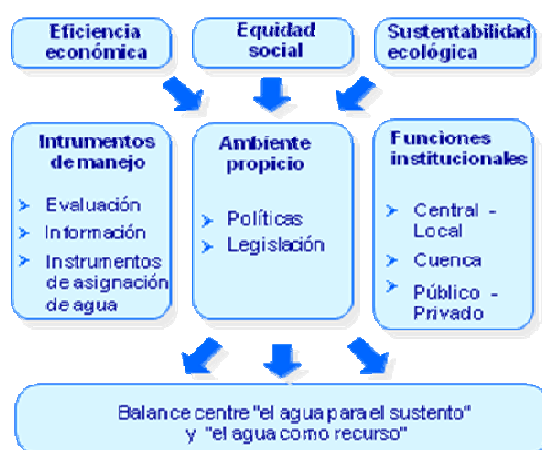 Eficiencia
económica
Equidad
social
Sustentabilidad
ecológica
Intrumentos
de manejo
Evaluación
Información
Instrumentos
de asignación
de agua
Ambiente
propicio
Políticas
Legislación
Funciones
institucionales
Central -
Local
Cuenca
Público -
Privado
Balance centre "el agua para el sustento"
y "el agua como recurso"